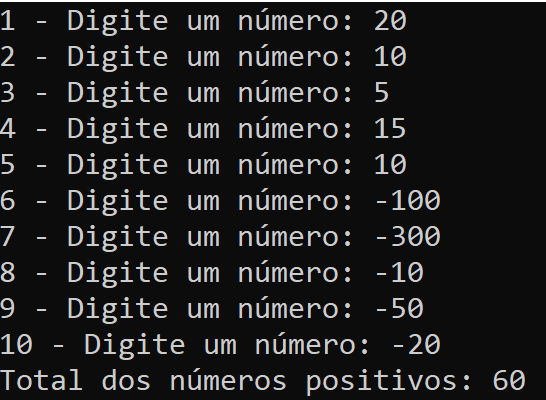 1 - Digite um número: 20
2 - Digite um número: 10
3 - Digite um número: 5
4 - Digite um número: 15
5 - Digite um número: 10
6 - Digite um número: -100
7 - Digite um número: -300
8 - Digite um número: -10
9 - Digite um número: -50
10 - Digite um número: -20
Total dos números positivos: 60